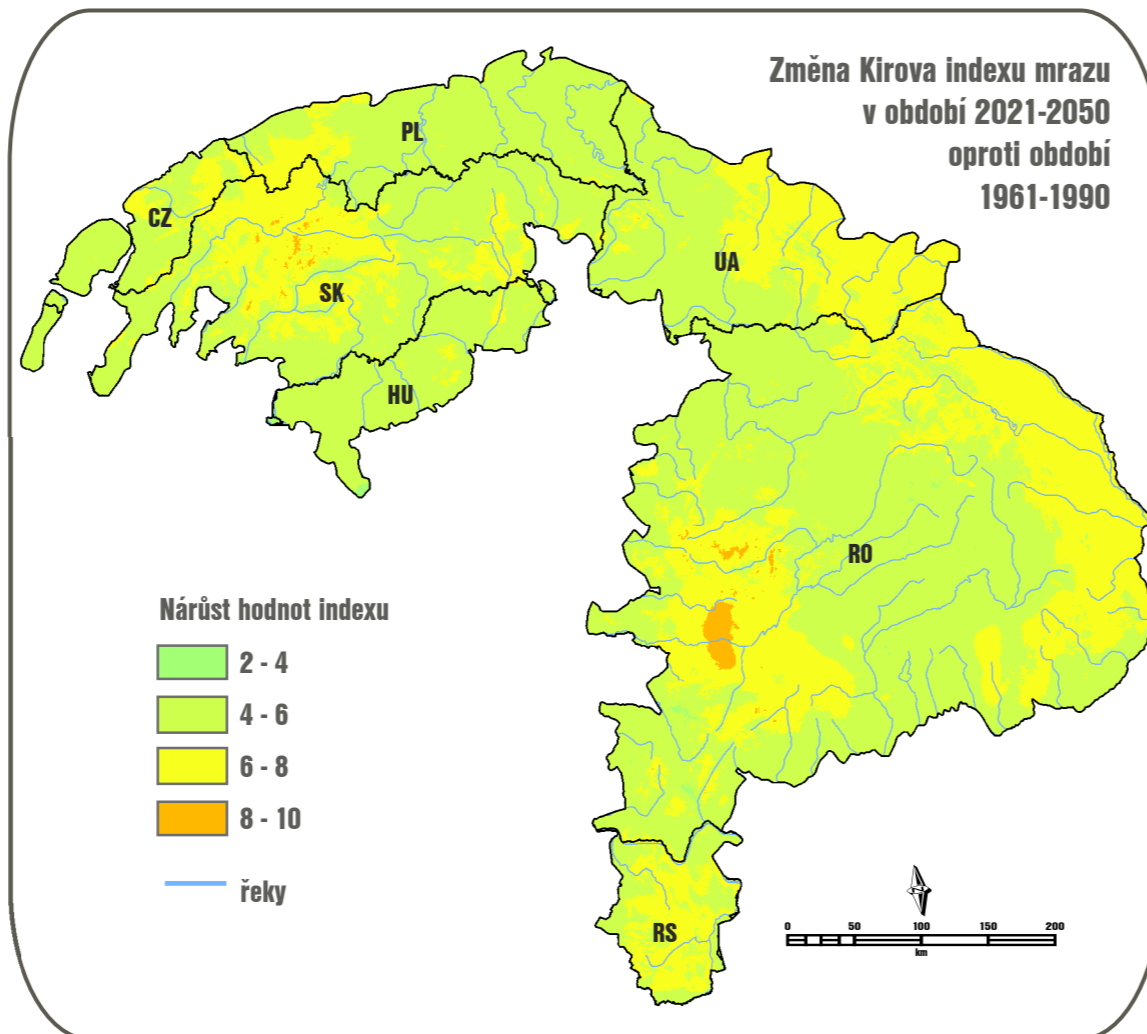 Změna Kirova indexu mrazu
v období 2021-2050
oproti období
1961-1990
PL
CZ
SK
UA
HU
RO
RS
Nárůst hodnot indexu
2 - 4
4 - 6
6 - 8
8 - 10
řeky
0 50 100 150 200
km